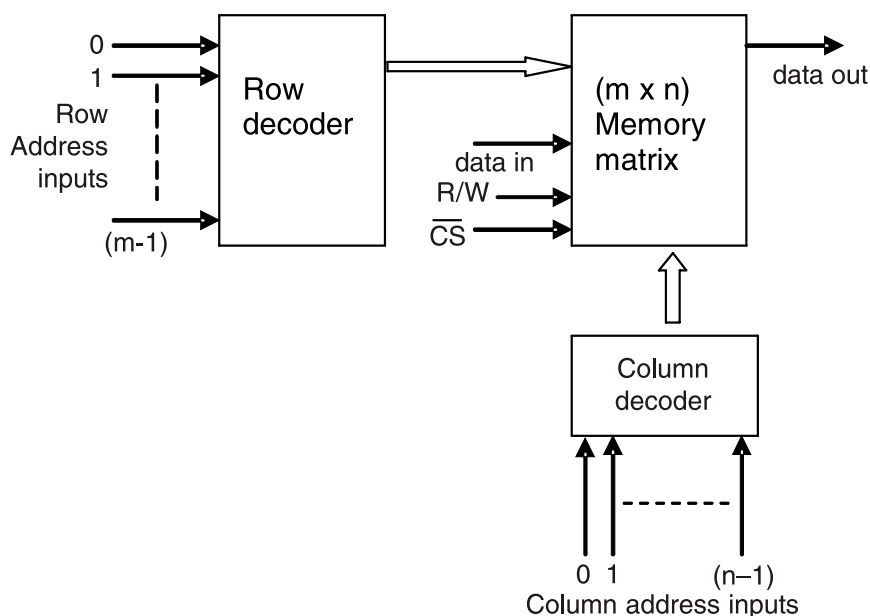 0
1
Row
Address
inputs
(m-1)
Row
decoder
(m x n)
Memory
matrix
data in
R/W
C̅S̅
data out
Column
decoder
0 1 (n–1)
Column address inputs